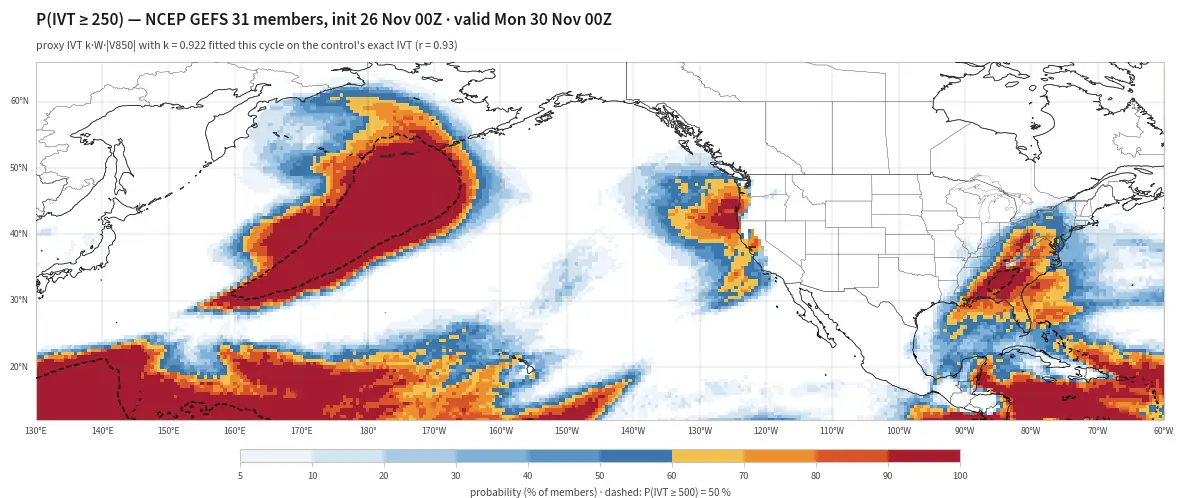 P(IVT ≥ 250) — NCEP GEFS 31 members, init 26 Nov 00Z · valid Mon 30 Nov 00Z
proxy IVT k·W·|V850| with k = 0.922 fitted this cycle on the control's exact IVT (r = 0.93)
60°N
50°N
40°N
30°N
20°N
130°E 140°E 150°E 160°E 170°E 180° 170°W 160°W 150°W 140°W 130°W 120°W 110°W 100°W 90°W 80°W 70°W 60°W
5 10 20 30 40 50 60 70 80 90 100
probability (% of members) · dashed: P(IVT ≥ 500) = 50 %